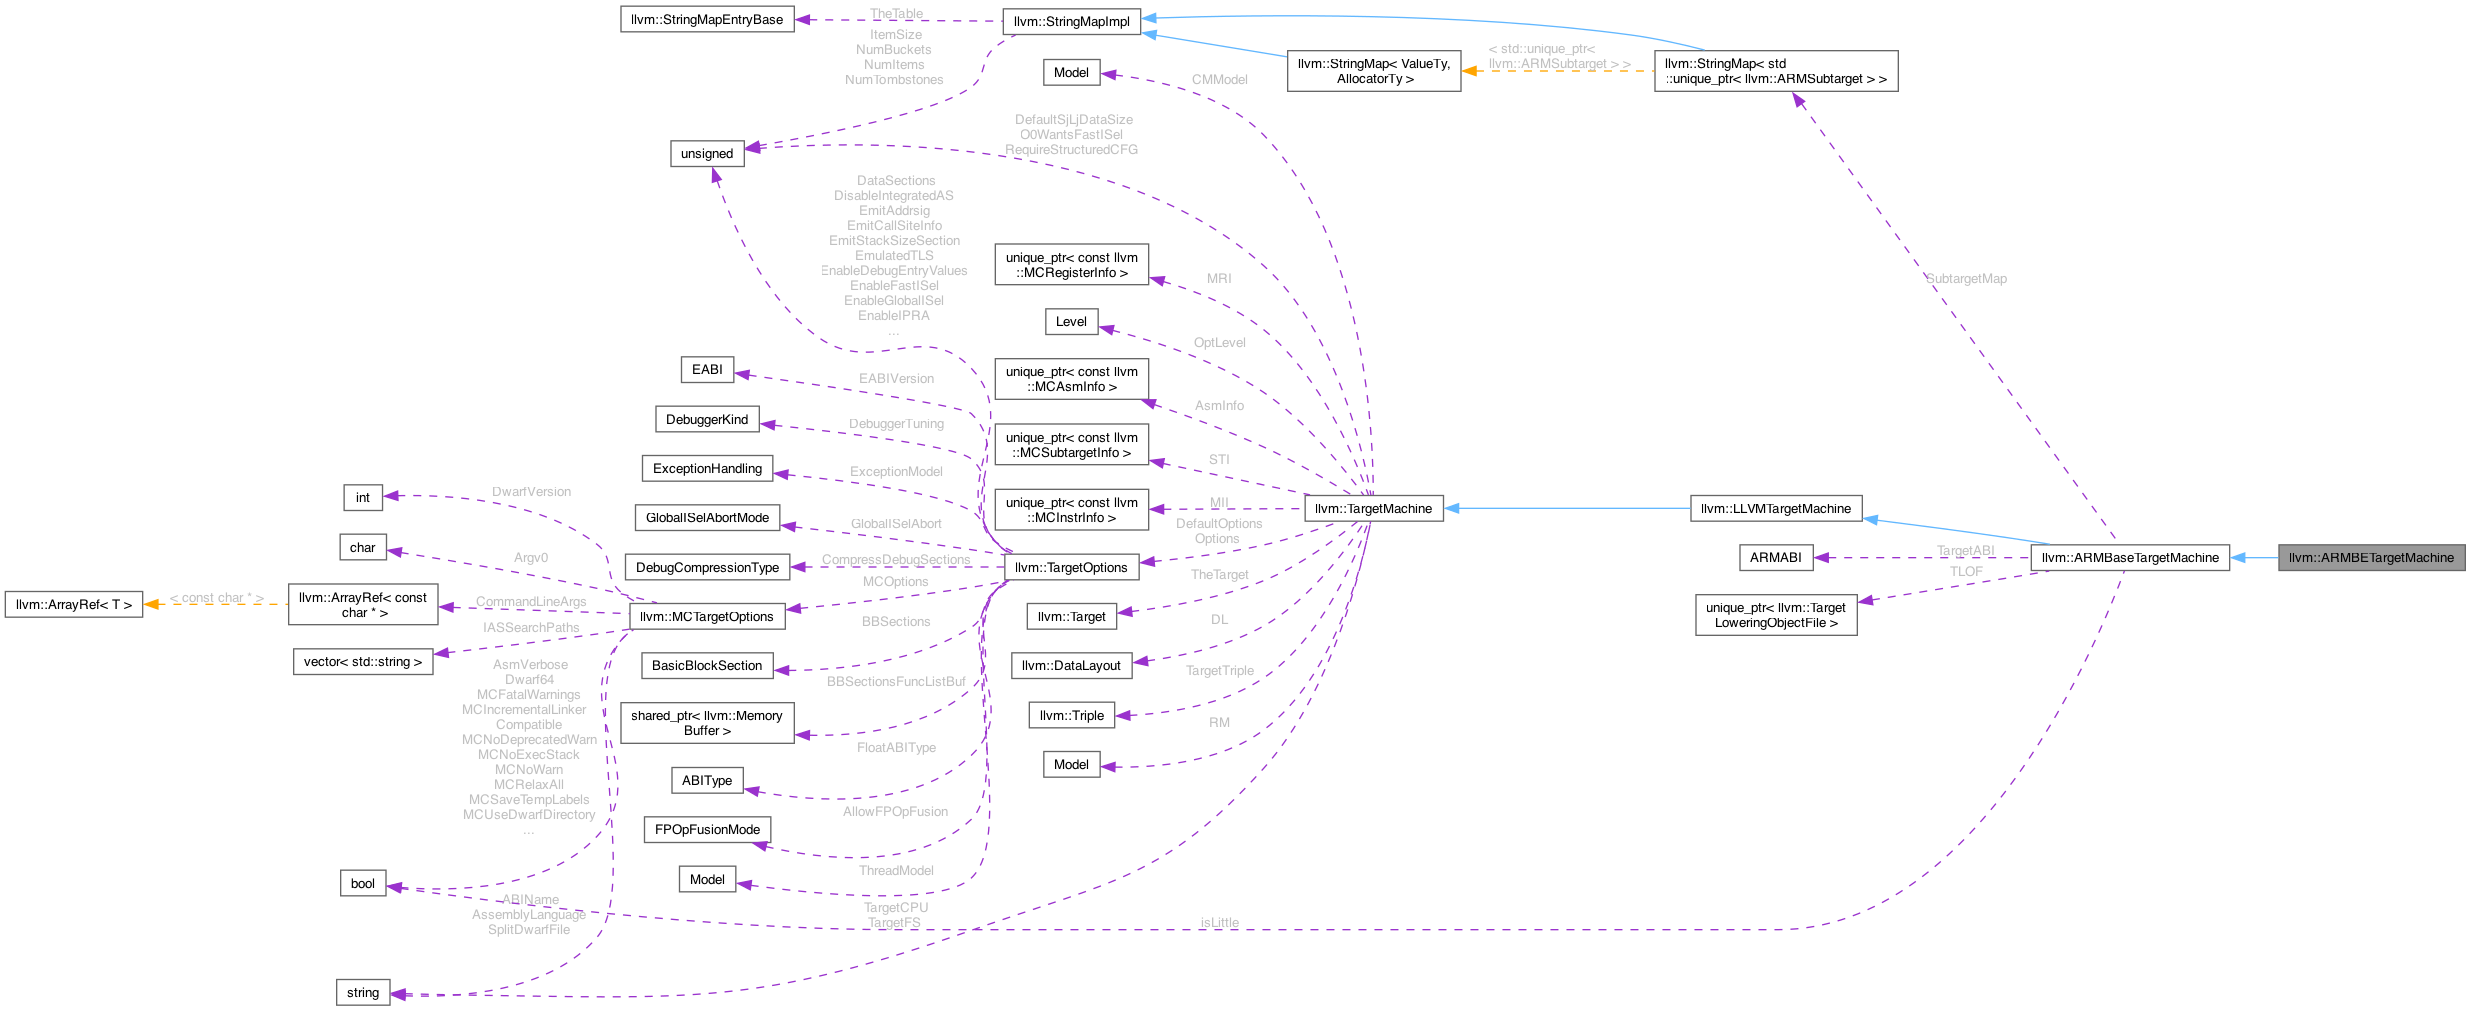 llvm::StringMapEntryBase
TheTable
ItemSize
NumBuckets
NumItems
NumTombstones
llvm::StringMapImpl
Model
CMModel
llvm::StringMap< ValueTy,
AllocatorTy >
< std::unique_ptr<
llvm::ARMSubtarget > >
llvm::StringMap< std
::unique_ptr< llvm::ARMSubtarget > >
unsigned
DefaultSjLjDataSize
O0WantsFastISel
RequireStructuredCFG
DataSections
DisableIntegratedAS
EmitAddrsig
EmitCallSiteInfo
EmitStackSizeSection
EmulatedTLS
EnableDebugEntryValues
EnableFastISel
EnableGlobalISel
EnableIPRA
...
unique_ptr< const llvm
::MCRegisterInfo >
MRI
SubtargetMap
Level
OptLevel
EABI
EABIVersion
unique_ptr< const llvm
::MCAsmInfo >
AsmInfo
DebuggerKind
DebuggerTuning
unique_ptr< const llvm
::MCSubtargetInfo >
STI
ExceptionHandling
ExceptionModel
int
DwarfVersion
GlobalISelAbortMode
GlobalISelAbort
unique_ptr< const llvm
::MCInstrInfo >
MII
DefaultOptions
Options
llvm::TargetMachine
llvm::LLVMTargetMachine
char
Argv0
DebugCompressionType
CompressDebugSections
llvm::TargetOptions
ARMABI
TargetABI
TLOF
llvm::ARMBaseTargetMachine
llvm::ARMBETargetMachine
llvm::ArrayRef< T >
< const char * >
llvm::ArrayRef< const
char * >
CommandLineArgs
IASSearchPaths
llvm::MCTargetOptions
MCOptions
TheTarget
llvm::Target
unique_ptr< llvm::Target
LoweringObjectFile >
vector< std::string >
BBSections
BasicBlockSection
DL
llvm::DataLayout
AsmVerbose
Dwarf64
MCFatalWarnings
MCIncrementalLinker
Compatible
MCNoDeprecatedWarn
MCNoExecStack
MCNoWarn
MCRelaxAll
MCSaveTempLabels
MCUseDwarfDirectory
...
BBSectionsFuncListBuf
shared_ptr< llvm::Memory
Buffer >
TargetTriple
llvm::Triple
RM
Model
FloatABIType
ABIType
AllowFPOpFusion
FPOpFusionMode
ThreadModel
Model
bool
ABIName
AssemblyLanguage
SplitDwarfFile
TargetCPU
TargetFS
isLittle
string